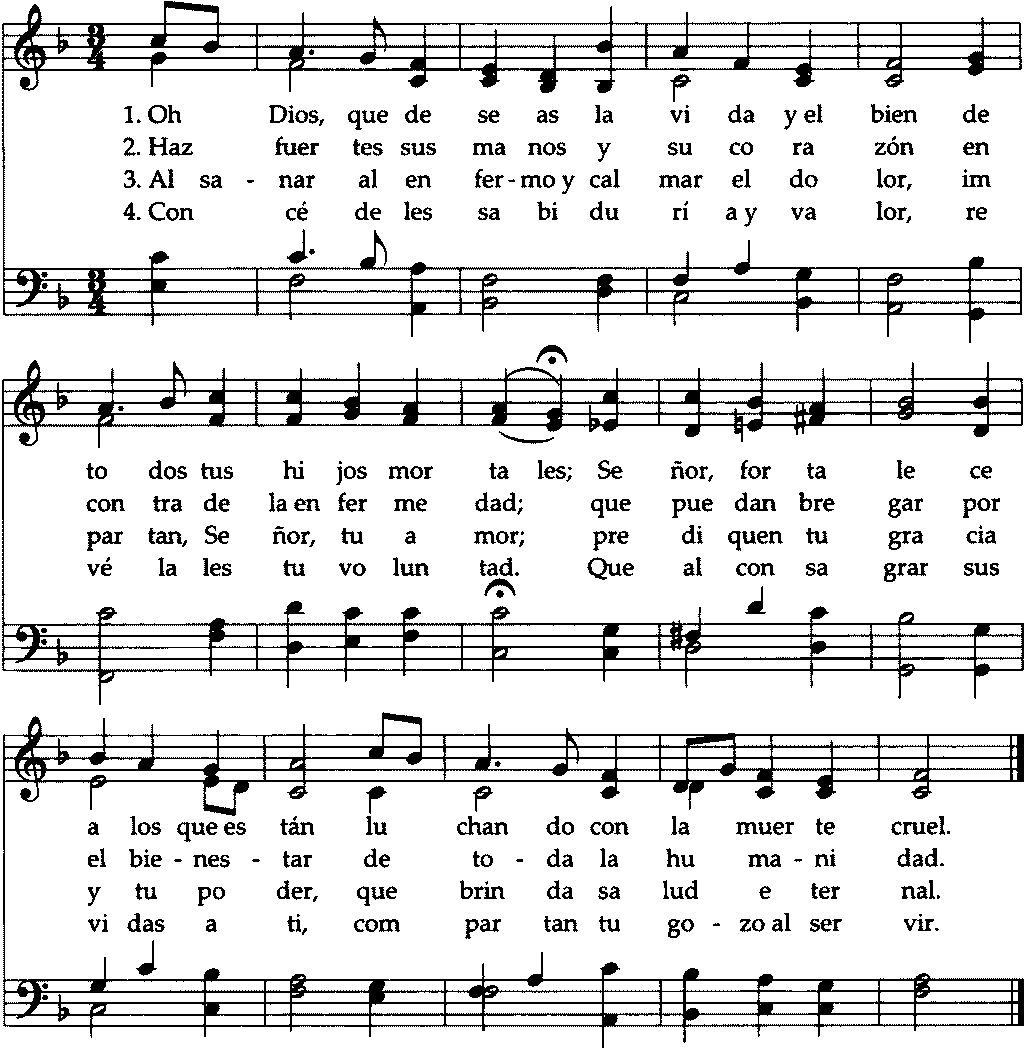 1. Oh Dios, que de se as la vi da y el bien de
2. Haz fuer tes sus ma nos y su co ra zón en
3. Al sa - nar al en fer - mo y cal mar el do lor, im
4. Con cé de les sa bi du rí a y va lor, re
to dos tus hi jos mor ta les; Se ñor, for ta le ce
con tra de la en fer me dad; que pue dan bre gar por
par tan, Se ñor, tu a mor; pre di quen tu gra cia
vé la les tu vo lun tad. Que al con sa grar sus
a los que es tán lu chan do con la muer te cruel.
el bie - nes - tar de to - da la hu ma - ni dad.
y tu po der, que brin da sa lud e ter nal.
vi das a ti, com par tan tu go - zo al ser vir.